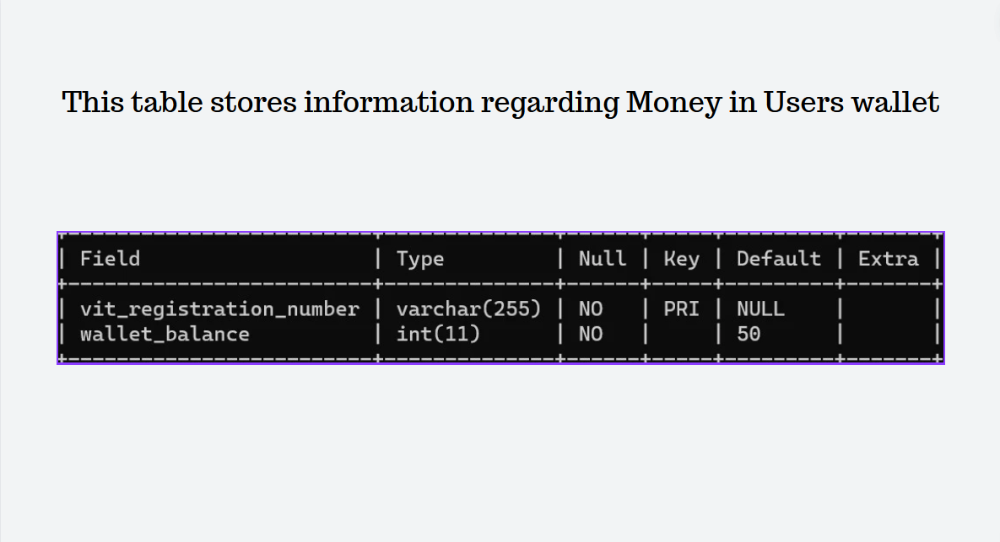 This table stores information regarding Money in Users wallet
| Field | Type | Null | Key | Default | Extra |
| vit_registration_number | varchar(255) | NO | PRI | NULL | |
| wallet_balance | int(11) | NO | | 50 | |